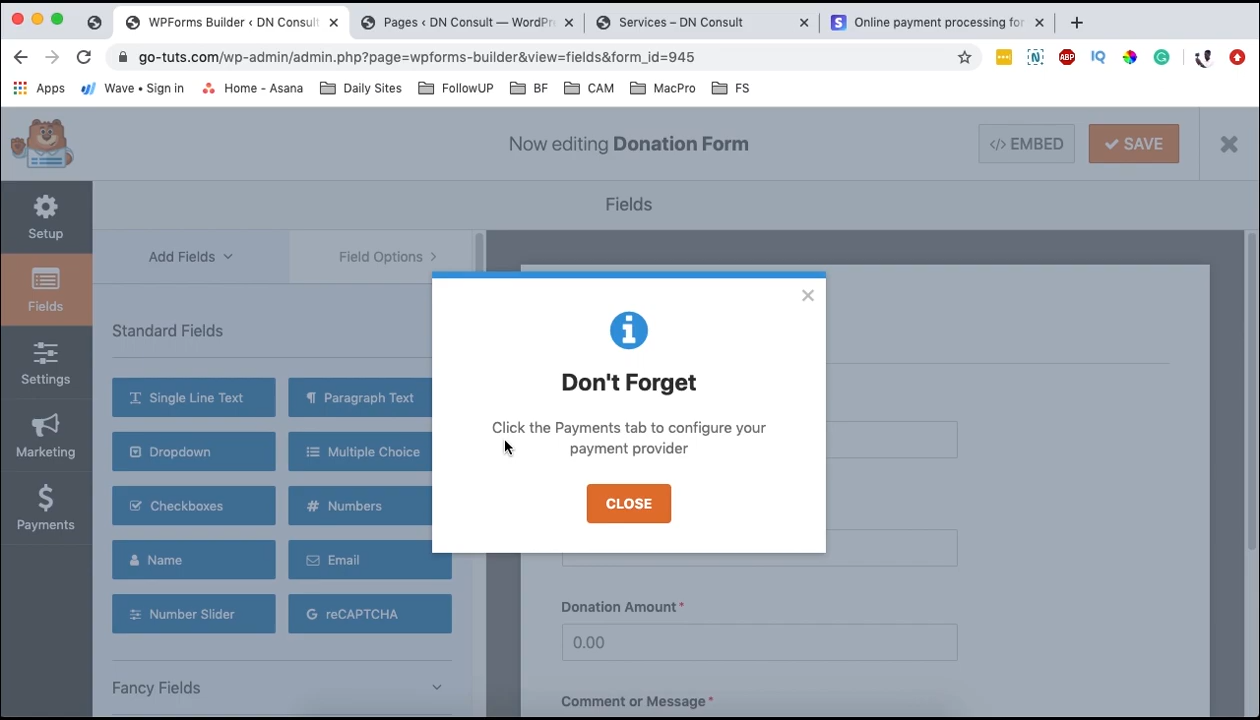 WPForms Builder < DN Consult
Pages < DN Consult — WordPr
Services – DN Consult
Online payment processing for
go-tuts.com/wp-admin/admin.php?page=wpforms-builder&view=fields&form_id=945
ABP
IQ
Apps
Wave • Sign in
Home - Asana
Daily Sites
FollowUP
BF
CAM
MacPro
FS
Now editing Donation Form
</> EMBED
SAVE
Setup
Fields
Settings
Marketing
Payments
Fields
Add Fields
Field Options
Standard Fields
Single Line Text
Paragraph Text
Dropdown
Multiple Choice
Checkboxes
# Numbers
Name
Email
Number Slider
G reCAPTCHA
Fancy Fields
Don't Forget
Click the Payments tab to configure your
payment provider
CLOSE
Donation Amount *
0.00
Comment or Message *